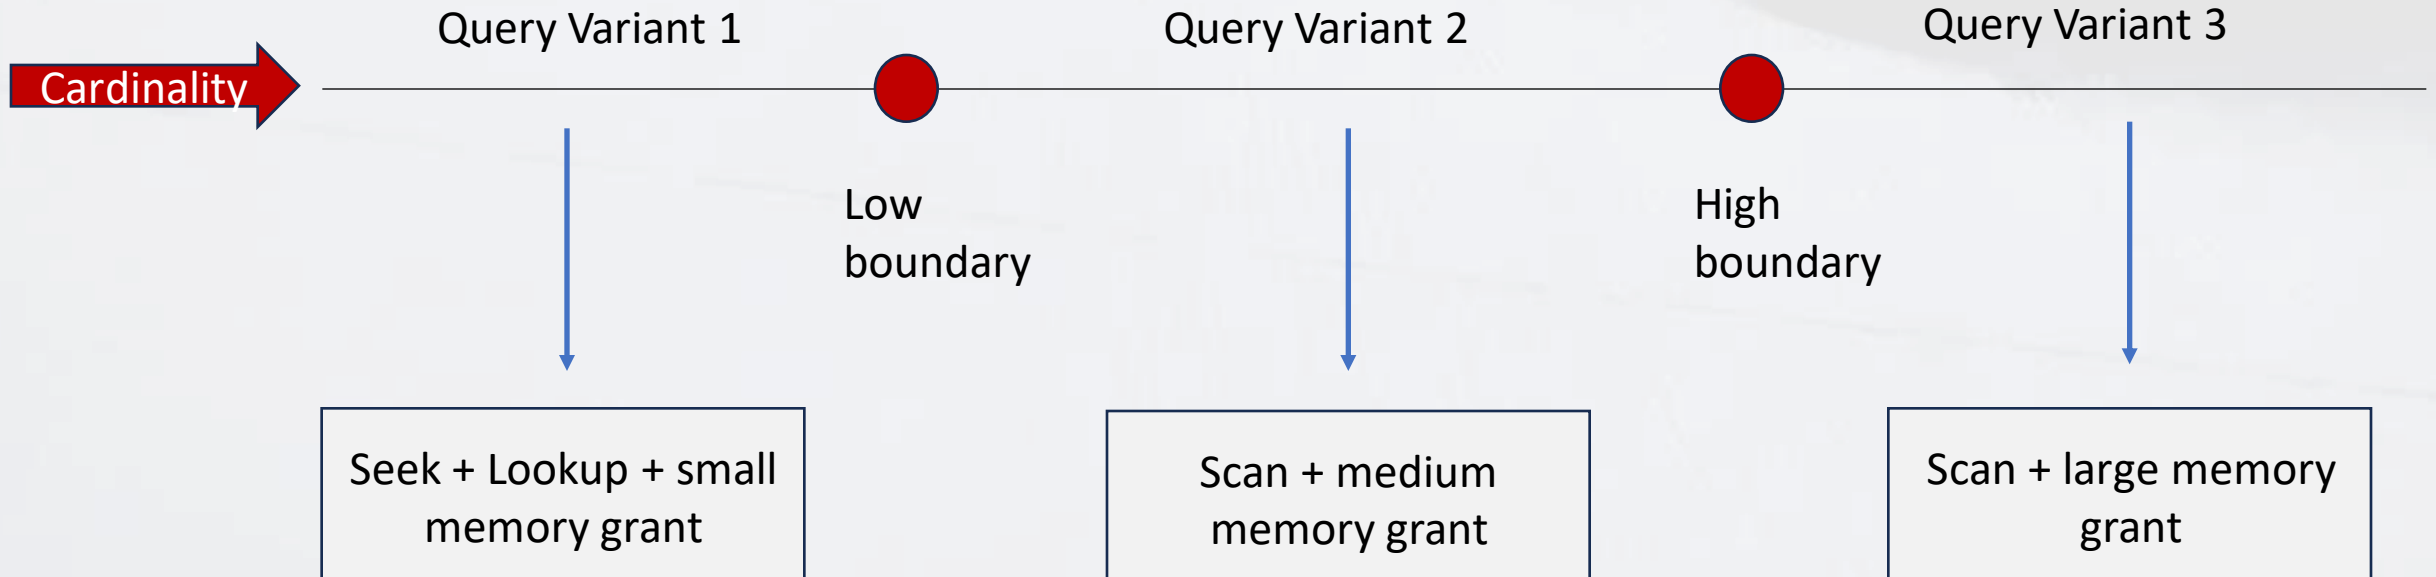 Query Variant 1
Query Variant 2
Query Variant 3
Cardinality
Low
boundary
High
boundary
Seek + Lookup + small
memory grant
Scan + medium
memory grant
Scan + large memory
grant